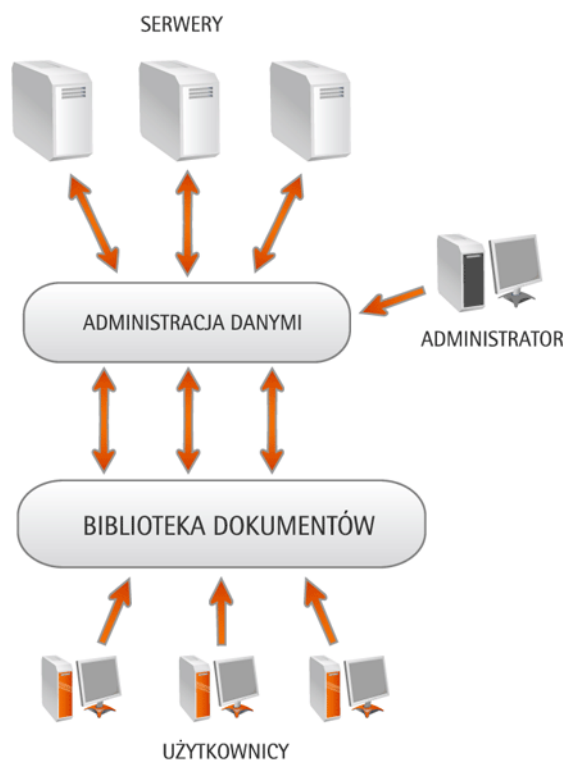 SERWERY
ADMINISTRACJA DANYMI
ADMINISTRATOR
BIBLIOTEKA DOKUMENTÓW
UŻYTKOWNICY